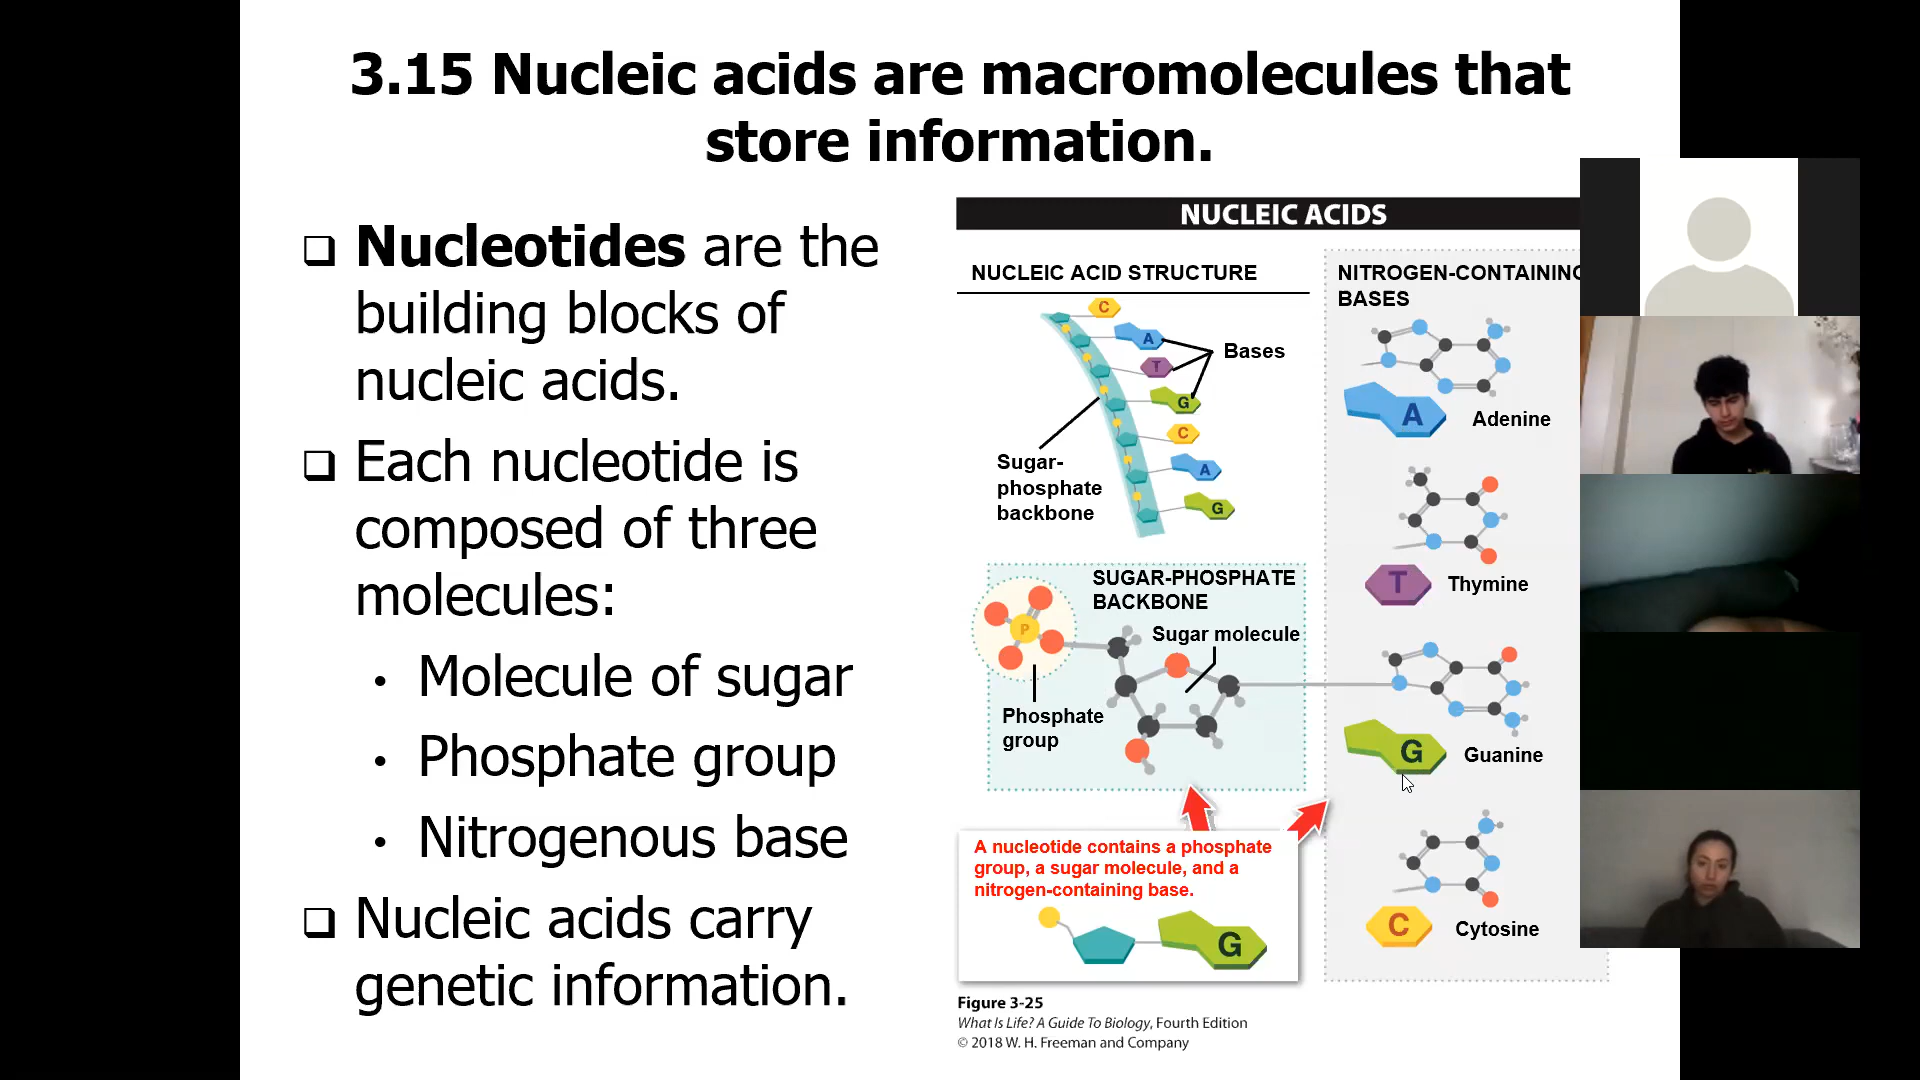 3.15 Nucleic acids are macromolecules that
store information.
Nucleotides are the
building blocks of
nucleic acids.
Each nucleotide is
composed of three
molecules:
• Molecule of sugar
• Phosphate group
• Nitrogenous base
Nucleic acids carry
genetic information.
NUCLEIC ACIDS
NUCLEIC ACID STRUCTURE
C
A
T
G
C
A
G
Bases
Sugar-
phosphate
backbone
SUGAR-PHOSPHATE
BACKBONE
P
Sugar molecule
Phosphate
group
A nucleotide contains a phosphate
group, a sugar molecule, and a
nitrogen-containing base.
G
NITROGEN-CONTAINING
BASES
A Adenine
T Thymine
G Guanine
C Cytosine
Figure 3-25
What Is Life? A Guide To Biology, Fourth Edition
© 2018 W. H. Freeman and Company